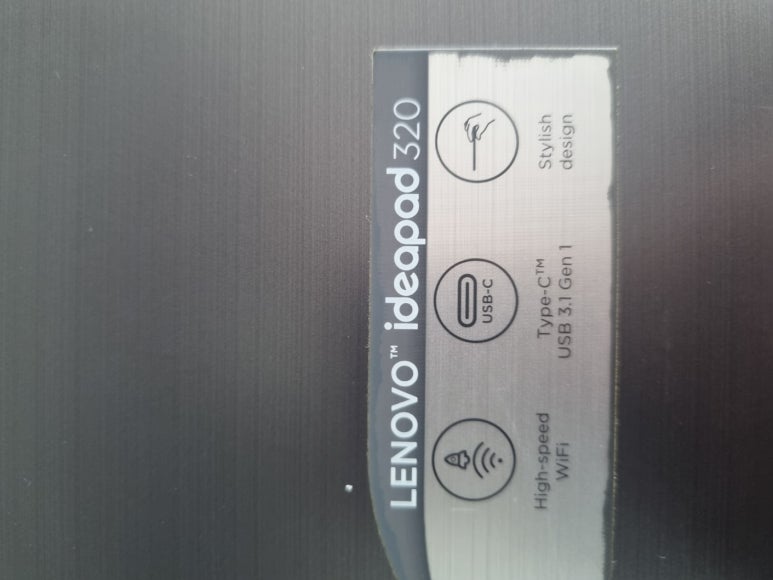 LENOVO™ ideapad 320
High-speed
WiFi
USB-C
Type-C™
USB 3.1 Gen 1
Stylish
design